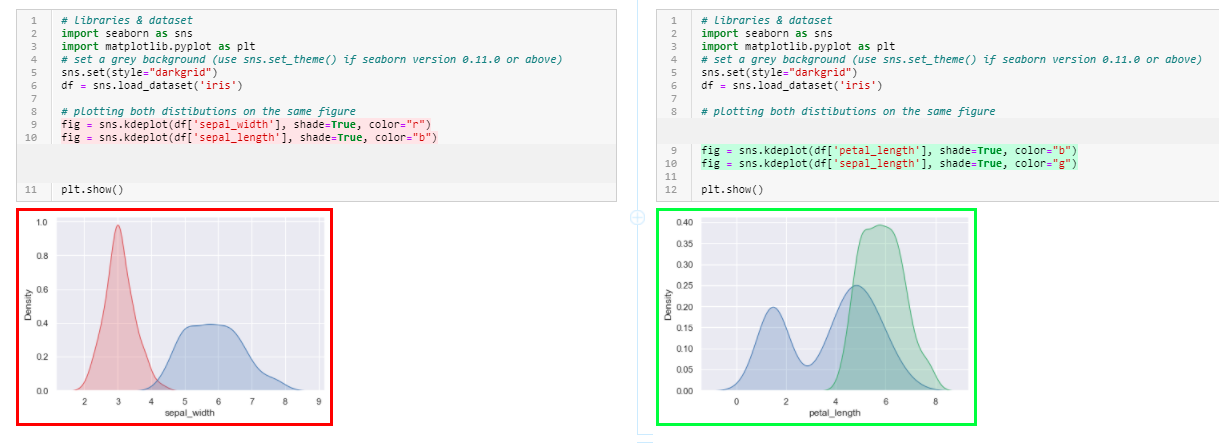 1 # Libraries & dataset
2 import seaborn as sns
3 import matplotlib.pyplot as plt
4 # set a grey background (use sns.set_theme() if seaborn version 0.11.0 or above)
5 sns.set(style="darkgrid")
6 df = sns.load_dataset('iris')
7
8 # plotting both distibutions on the same figure
9 fig = sns.kdeplot(df['sepal_width'], shade=True, color="r")
10 fig = sns.kdeplot(df['sepal_length'], shade=True, color="b")
11 plt.show()
1.0
0.8
0.6
0.4
0.2
0.0
Density
2 3 4 5 6 7 8 9
sepal_width
1 # Libraries & dataset
2 import seaborn as sns
3 import matplotlib.pyplot as plt
4 # set a grey background (use sns.set_theme() if seaborn version 0.11.0 or above)
5 sns.set(style="darkgrid")
6 df = sns.load_dataset('iris')
7
8 # plotting both distibutions on the same figure
9 fig = sns.kdeplot(df['petal_length'], shade=True, color="b")
10 fig = sns.kdeplot(df['sepal_length'], shade=True, color="g")
11
12 plt.show()
0.40
0.35
0.30
0.25
0.20
0.15
0.10
0.05
0.00
Density
0 2 4 6 8
petal_length